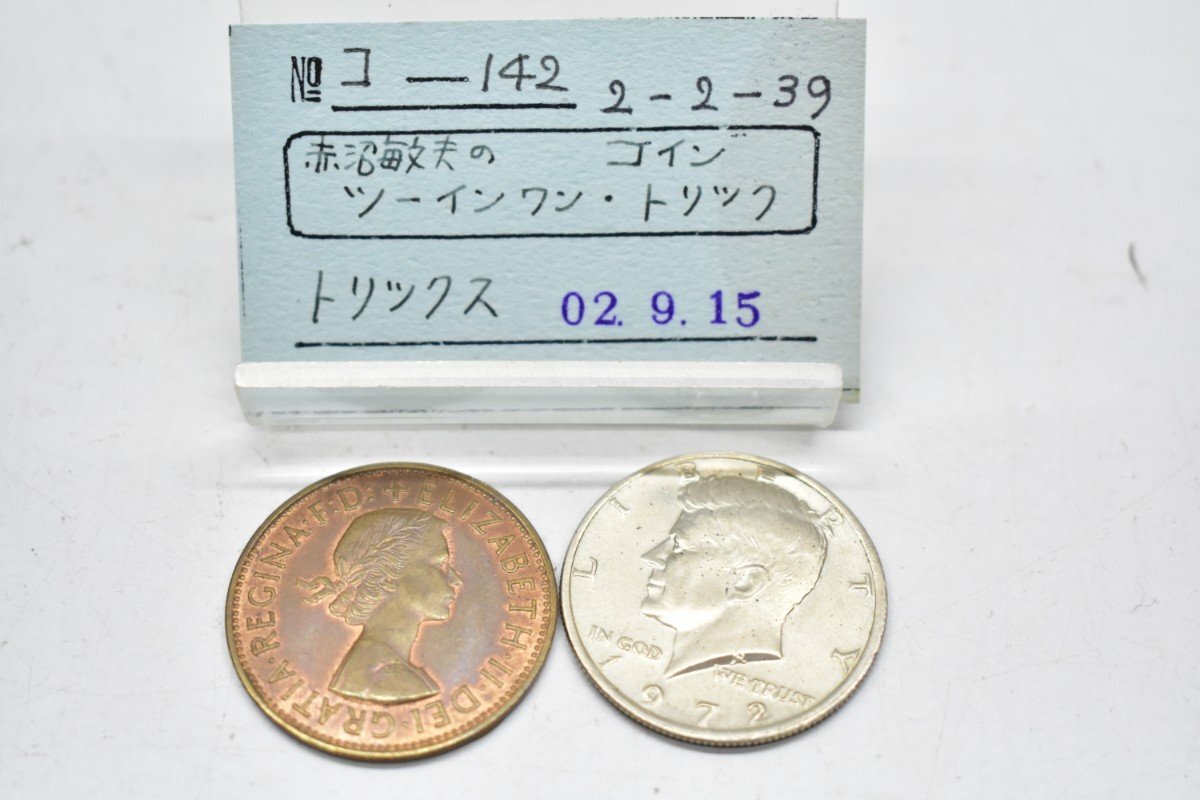 № コ—142 2-2-39
赤沼敏夫の コイン
ツーインワン・トリック
トリックス 02.9.15
+ELIZABETH·II·DEI·GRATIA·REGINA·F:D:
LIBERTY
IN GOD WE TRUST
1972